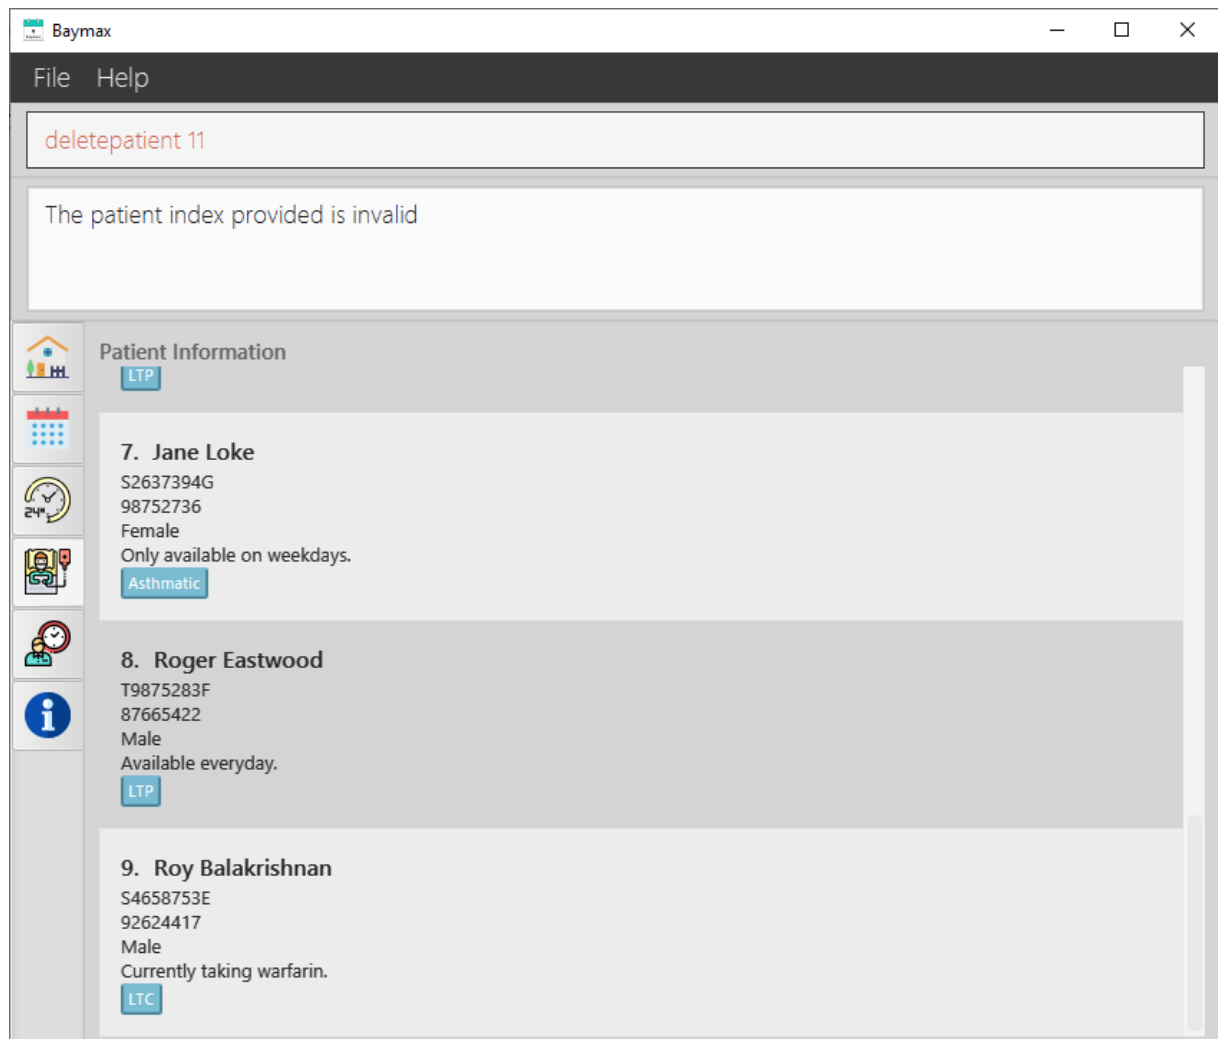 Baymax
File Help
deletepatient 11
The patient index provided is invalid
Patient Information
LTP
7. Jane Loke
S2637394G
98752736
Female
Only available on weekdays.
Asthmatic
24H
8. Roger Eastwood
T9875283F
87665422
Male
Available everyday.
LTP
9. Roy Balakrishnan
S4658753E
92624417
Male
Currently taking warfarin.
LTC